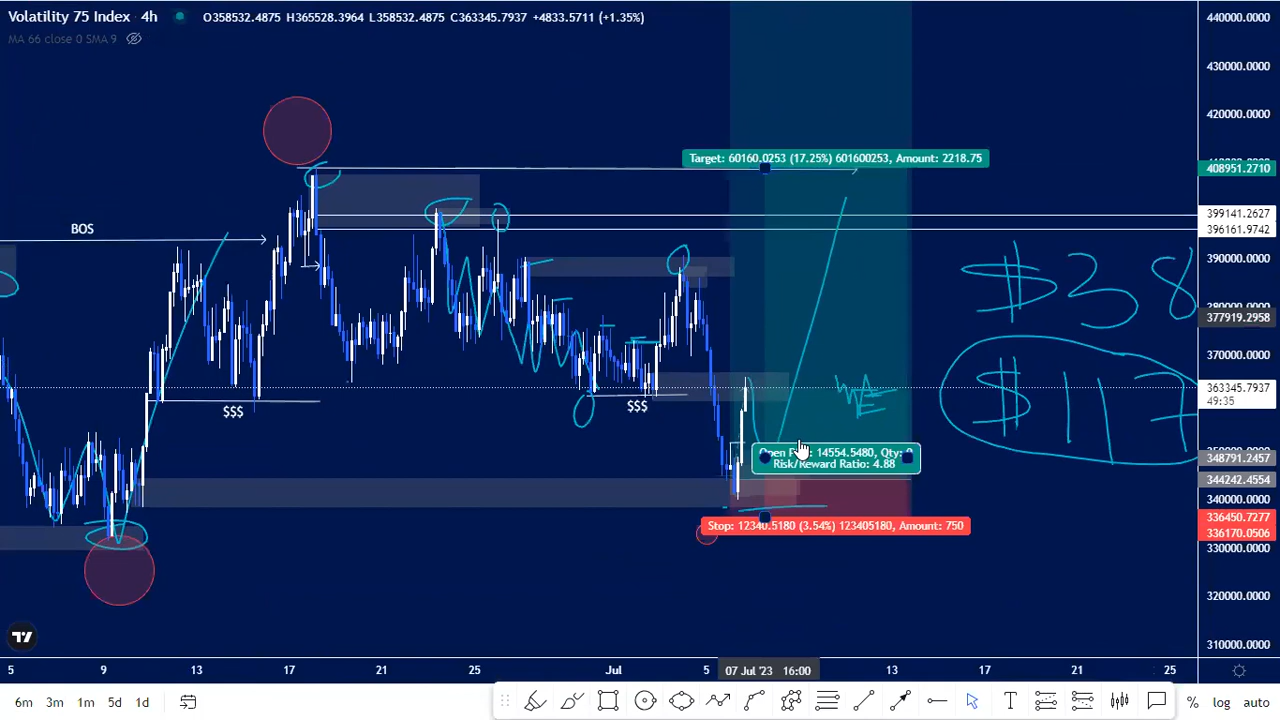 Volatility 75 Index · 4h O358532.4875 H365528.3964 L358532.4875 C363345.7937 +4833.5711 (+1.35%)
MA 66 close 0 SMA 9
440000.0000
430000.0000
420000.0000
Target: 60160.0253 (17.25%) 601600253, Amount: 2218.75
408951.2710
399141.2627
396161.9742
BOS
390000.0000
$38
377919.2958
370000.0000
363345.7937
49:35
$117
$$$
$$$
14554.5480, Qty:
Risk/Reward Ratio: 4.88
348791.2457
344242.4554
340000.0000
336450.7277
336170.0506
Stop: 12340.5180 (3.54%) 123405180, Amount: 750
330000.0000
320000.0000
310000.0000
5 9 13 17 21 25 Jul 5 07 Jul '23 16:00 13 17 21 25
6m 3m 1m 5d 1d % log auto